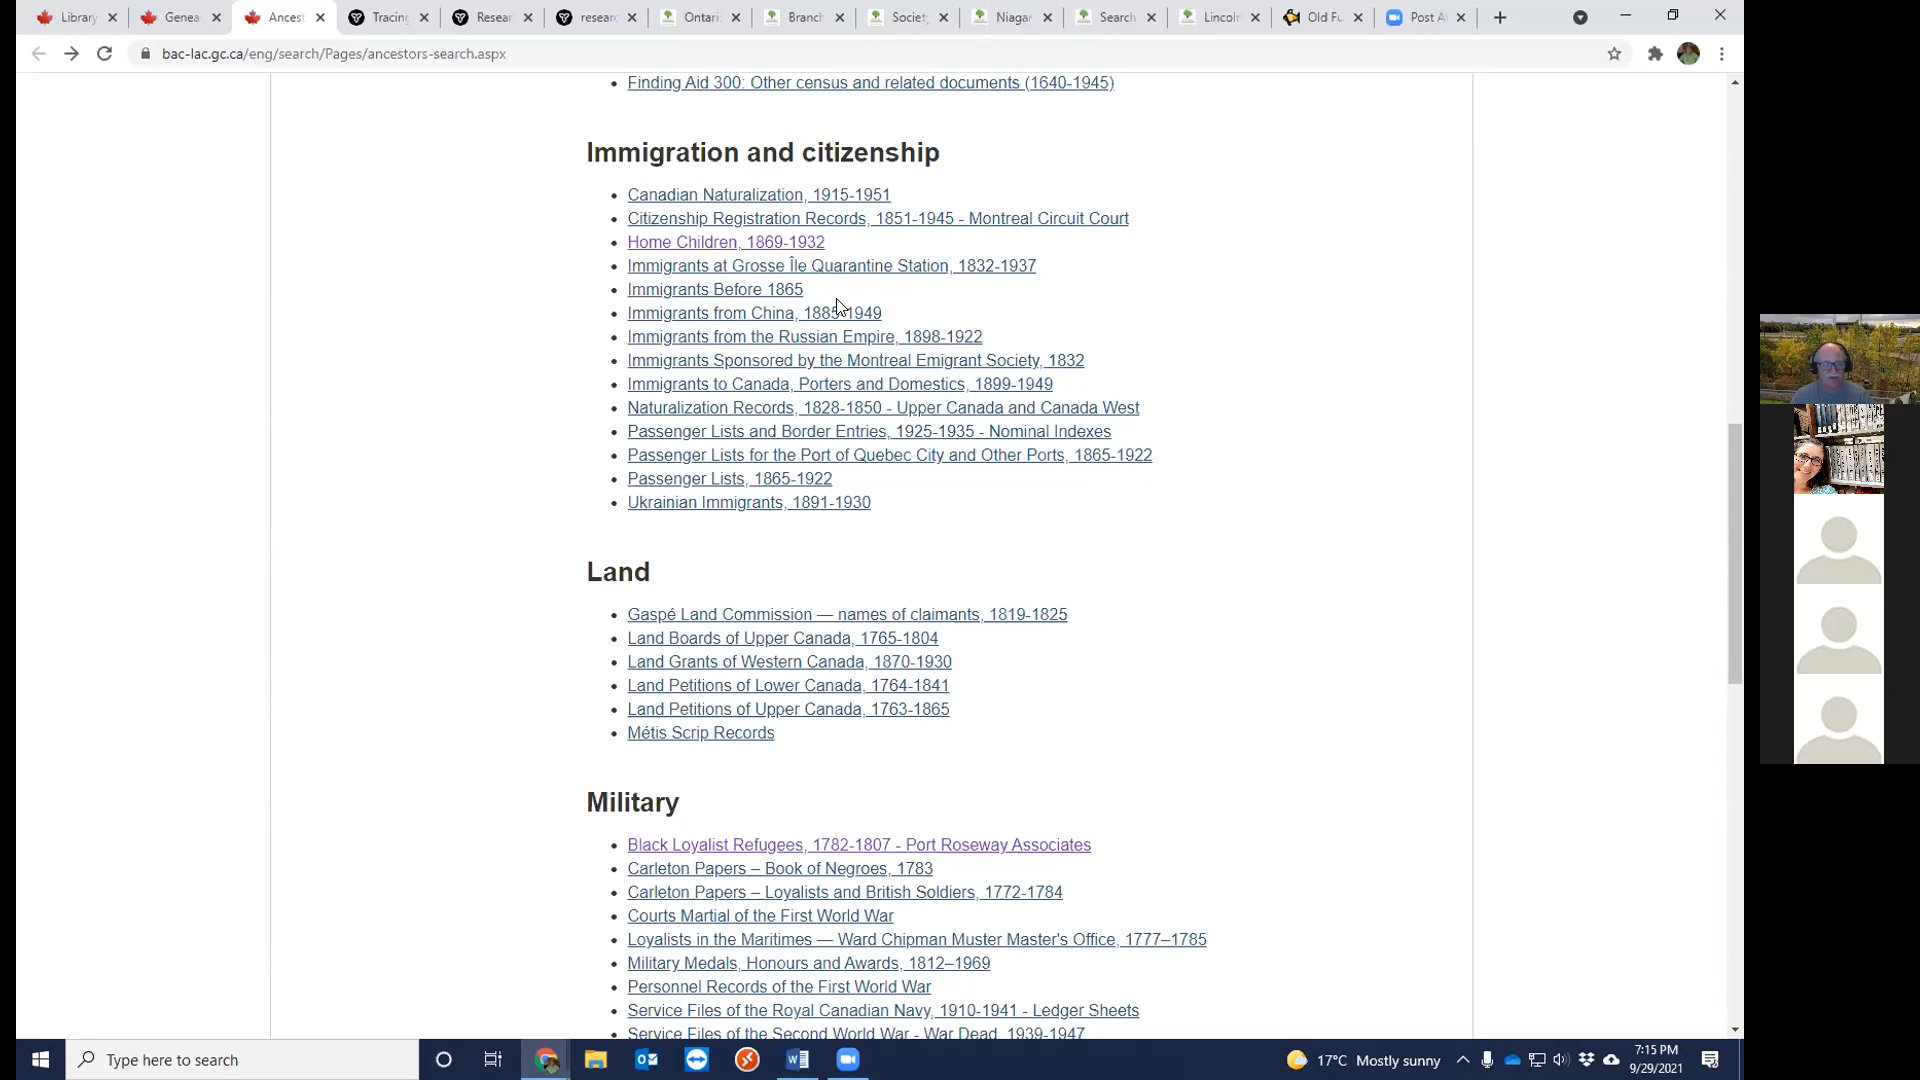 Library
Genea
Ancest
Tracing
Resear
researc
Ontari
Branch
Society
Niagar
Search
Lincoln
Old Fu
Post A
bac-lac.gc.ca/eng/search/Pages/ancestors-search.aspx
Finding Aid 300: Other census and related documents (1640-1945)
Immigration and citizenship
Canadian Naturalization, 1915-1951
Citizenship Registration Records, 1851-1945 - Montreal Circuit Court
Home Children, 1869-1932
Immigrants at Grosse Île Quarantine Station, 1832-1937
Immigrants Before 1865
Immigrants from China, 1885-1949
Immigrants from the Russian Empire, 1898-1922
Immigrants Sponsored by the Montreal Emigrant Society, 1832
Immigrants to Canada, Porters and Domestics, 1899-1949
Naturalization Records, 1828-1850 - Upper Canada and Canada West
Passenger Lists and Border Entries, 1925-1935 - Nominal Indexes
Passenger Lists for the Port of Quebec City and Other Ports, 1865-1922
Passenger Lists, 1865-1922
Ukrainian Immigrants, 1891-1930
Land
Gaspé Land Commission — names of claimants, 1819-1825
Land Boards of Upper Canada, 1765-1804
Land Grants of Western Canada, 1870-1930
Land Petitions of Lower Canada, 1764-1841
Land Petitions of Upper Canada, 1763-1865
Métis Scrip Records
Military
Black Loyalist Refugees, 1782-1807 - Port Roseway Associates
Carleton Papers – Book of Negroes, 1783
Carleton Papers – Loyalists and British Soldiers, 1772-1784
Courts Martial of the First World War
Loyalists in the Maritimes — Ward Chipman Muster Master's Office, 1777–1785
Military Medals, Honours and Awards, 1812–1969
Personnel Records of the First World War
Service Files of the Royal Canadian Navy, 1910-1941 - Ledger Sheets
Service Files of the Second World War - War Dead, 1939-1947
Type here to search
17°C Mostly sunny
7:15 PM
9/29/2021